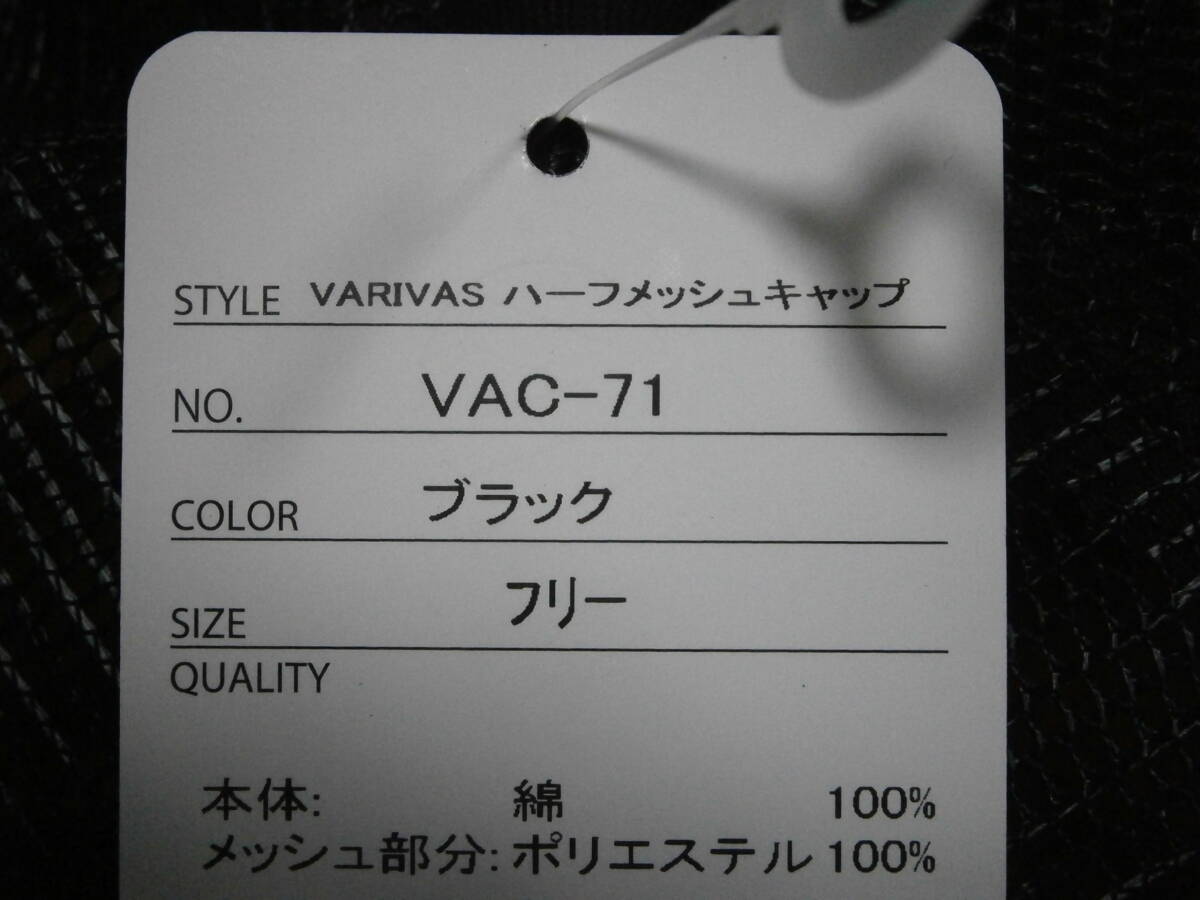 STYLE VARIVAS ハーフメッシュキャップ
NO. VAC-71
COLOR ブラック
SIZE フリー
QUALITY
本体: 綿 100%
メッシュ部分: ポリエステル 100%